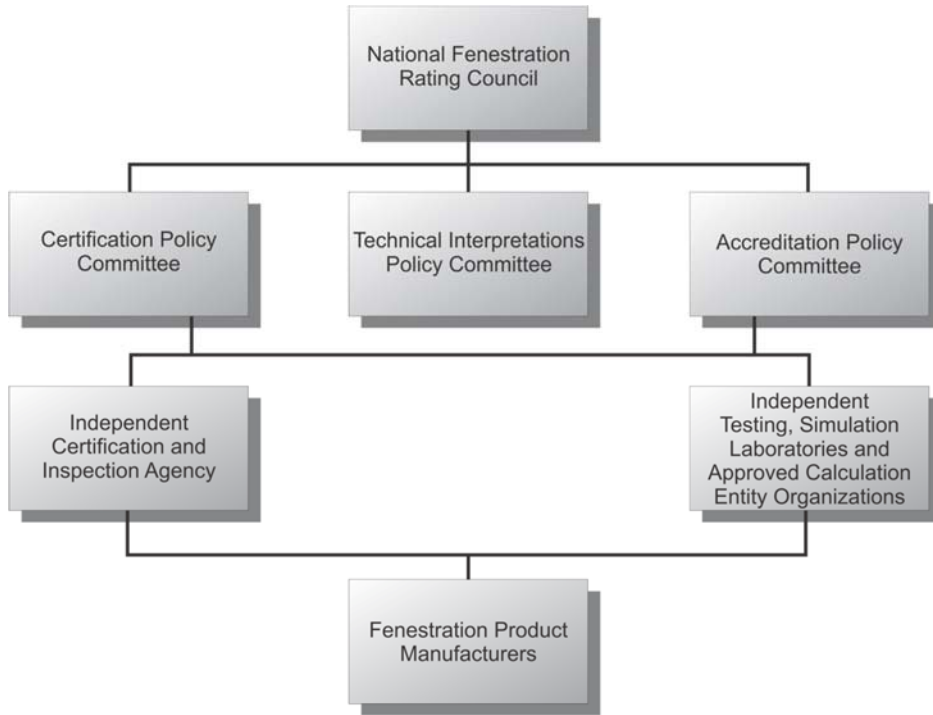 National Fenestration
Rating Council
Certification Policy
Committee
Technical Interpretations
Policy Committee
Accreditation Policy
Committee
Independent
Certification and
Inspection Agency
Independent
Testing, Simulation
Laboratories and
Approved Calculation
Entity Organizations
Fenestration Product
Manufacturers